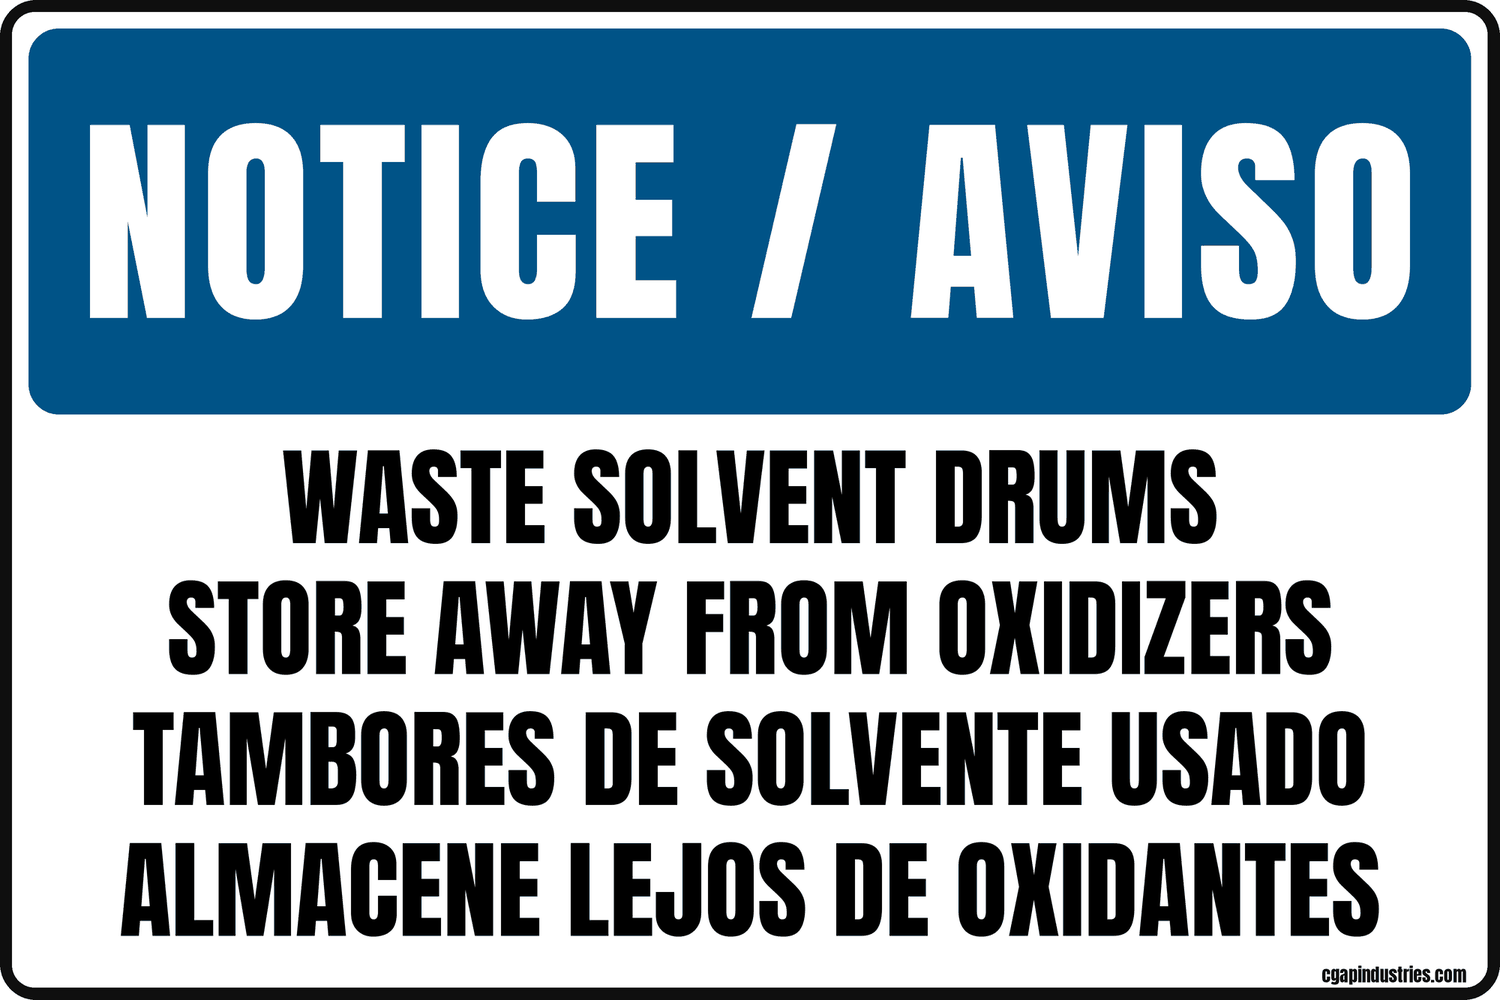 NOTICE / AVISO
WASTE SOLVENT DRUMS
STORE AWAY FROM OXIDIZERS
TAMBORES DE SOLVENTE USADO
ALMACENE LEJOS DE OXIDANTES
cgapindustries.com